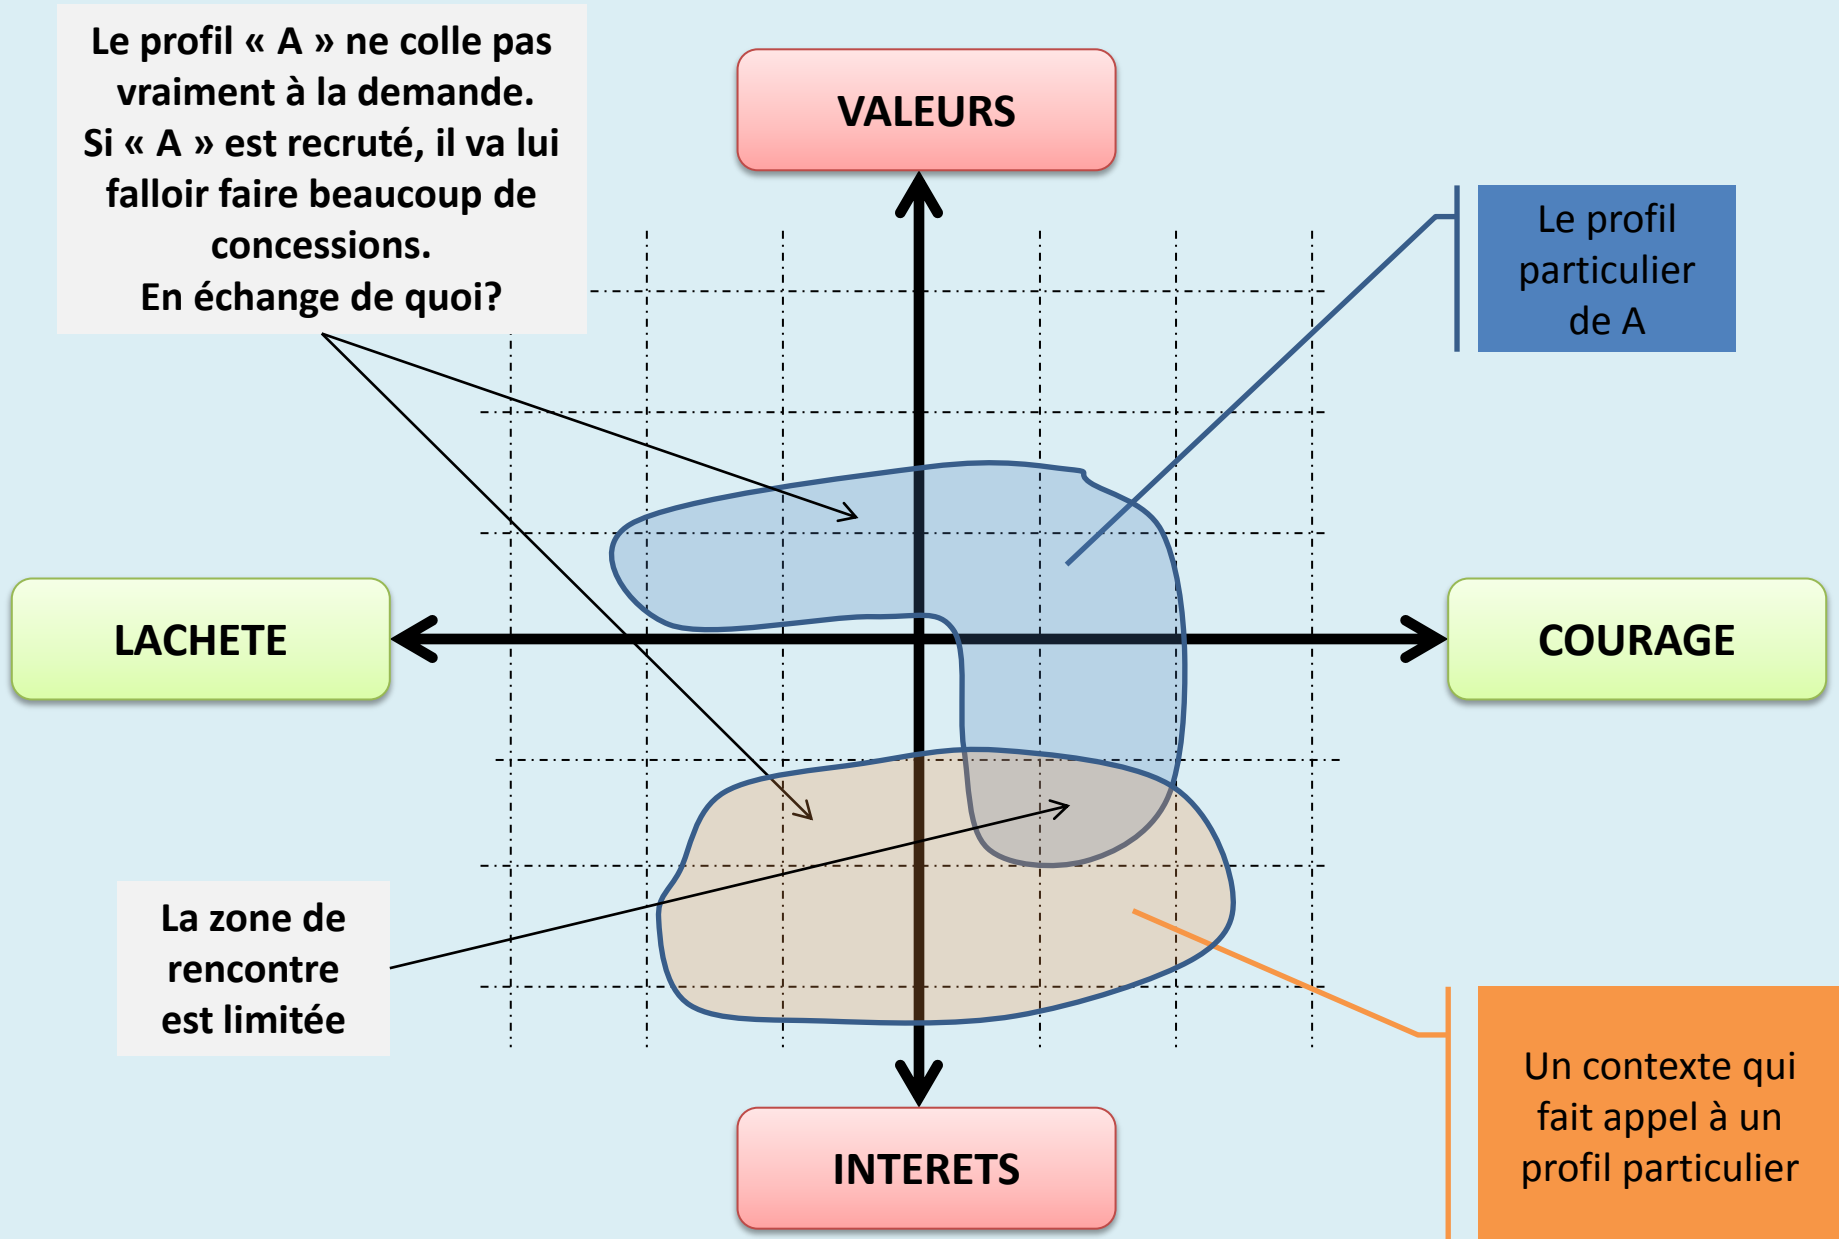 Le profil « A » ne colle pas
vraiment à la demande.
Si « A » est recruté, il va lui
falloir faire beaucoup de
concessions.
En échange de quoi?
VALEURS
Le profil
particulier
de A
LACHETE
COURAGE
La zone de
rencontre
est limitée
Un contexte qui
fait appel à un
profil particulier
INTERETS